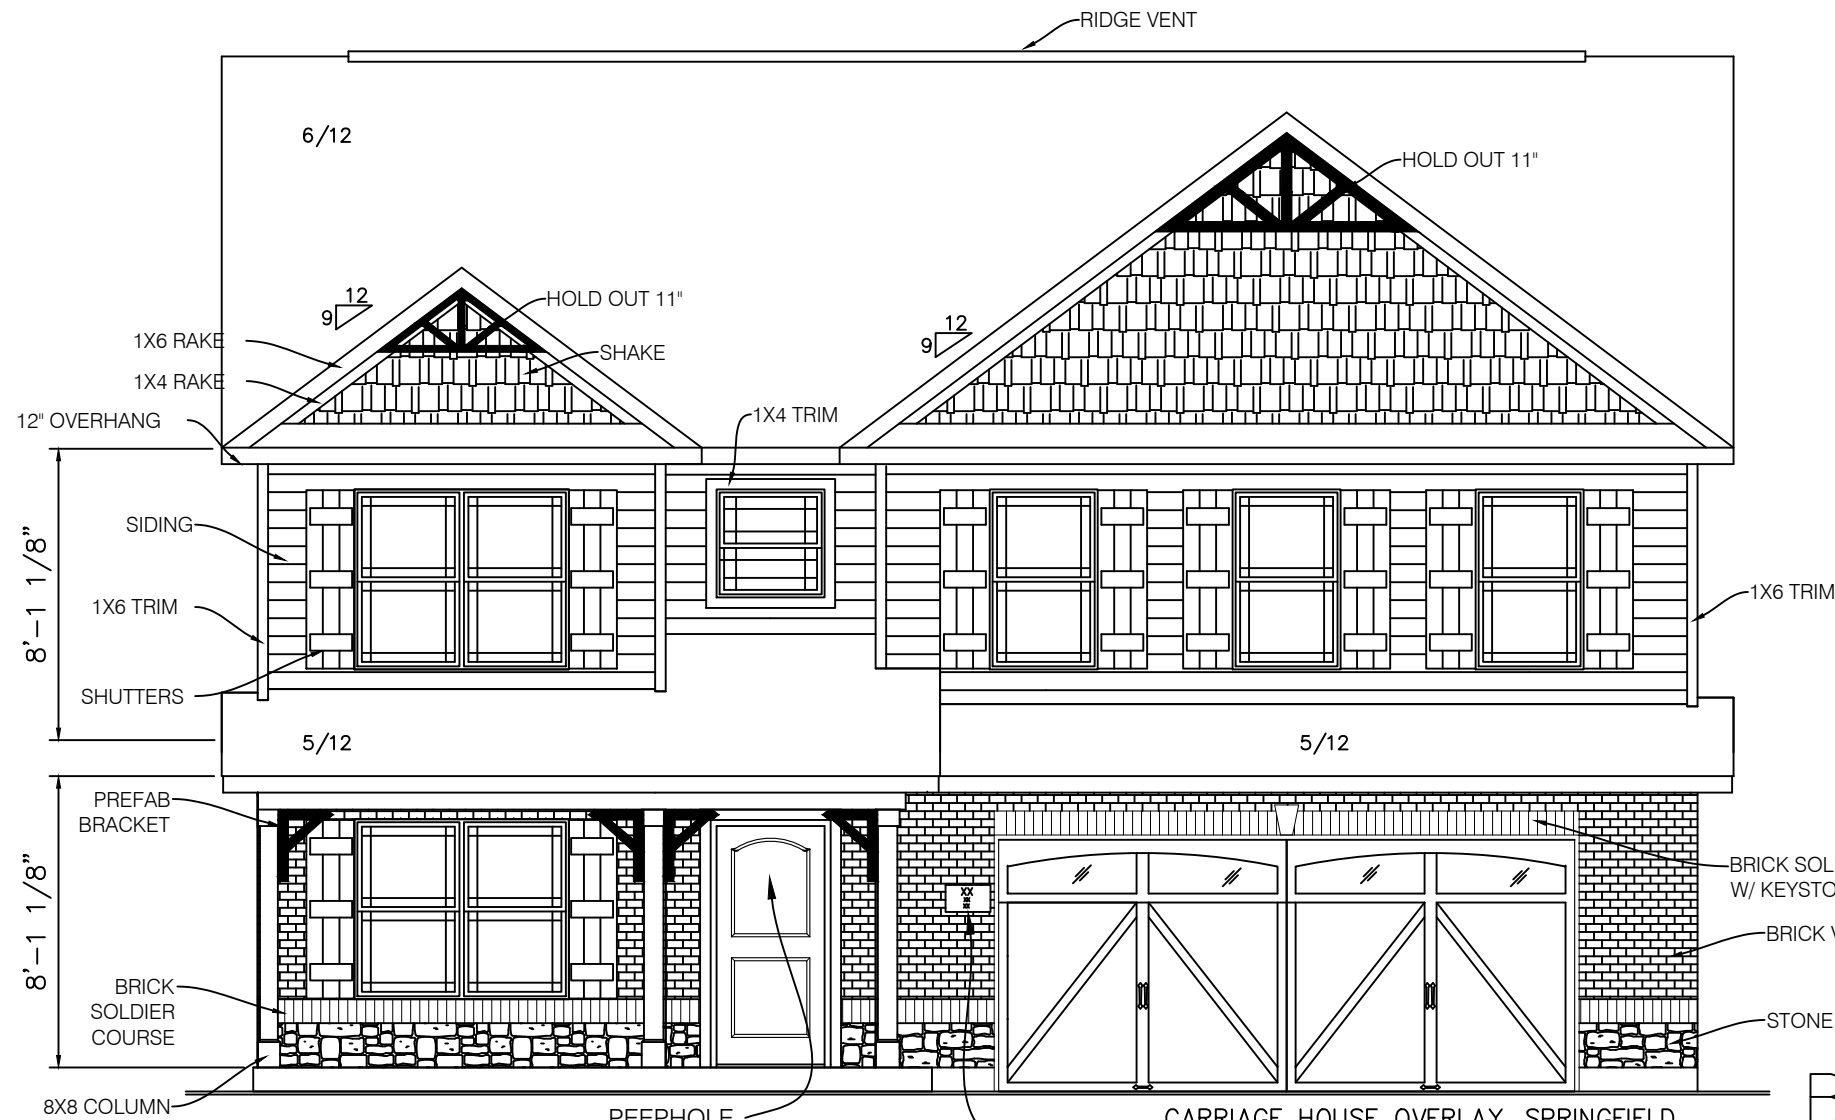 RIDGE VENT
6/12
HOLD OUT 11"
12
9
HOLD OUT 11"
12
9
1X6 RAKE
SHAKE
1X4 RAKE
12" OVERHANG
1X4 TRIM
SIDING
8'-1 1/8"
1X6 TRIM
1X6 TRIM
SHUTTERS
5/12
5/12
PREFAB
BRACKET
BRICK
W/
XX
BRICK
8'-1 1/8"
BRICK
SOLDIER
COURSE
STONE
8X8 COLUMN
PEEPHOLE
CARRIAGE HOUSE OVERLAY, SPRINGFIELD